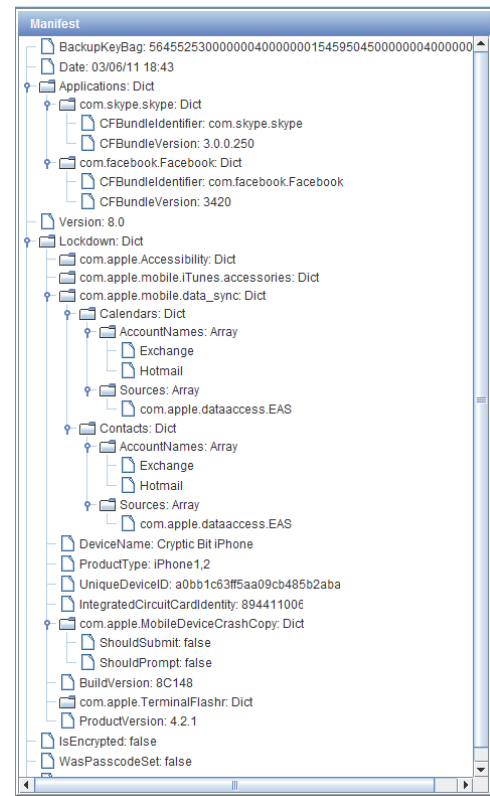 Manifest
BackupKeyBag: 5645525300000004000000015459504500000004000000
Date: 03/06/11 18:43
Applications: Dict
com.skype.skype: Dict
CFBundleIdentifier: com.skype.skype
CFBundleVersion: 3.0.0.250
com.facebook.Facebook: Dict
CFBundleIdentifier: com.facebook.Facebook
CFBundleVersion: 3420
Version: 8.0
Lockdown: Dict
com.apple.Accessibility: Dict
com.apple.mobile.iTunes.accessories: Dict
com.apple.mobile.data_sync: Dict
Calendars: Dict
AccountNames: Array
Exchange
Hotmail
Sources: Array
com.apple.dataaccess.EAS
Contacts: Dict
AccountNames: Array
Exchange
Hotmail
Sources: Array
com.apple.dataaccess.EAS
DeviceName: Cryptic Bit iPhone
ProductType: iPhone1,2
UniqueDeviceID: a0bb1c63ff5aa09cb485b2aba
IntegratedCircuitCardIdentity: 894411006
com.apple.MobileDeviceCrashCopy: Dict
ShouldSubmit: false
ShouldPrompt: false
BuildVersion: 8C148
com.apple.TerminalFlashr: Dict
ProductVersion: 4.2.1
IsEncrypted: false
WasPasscodeSet: false